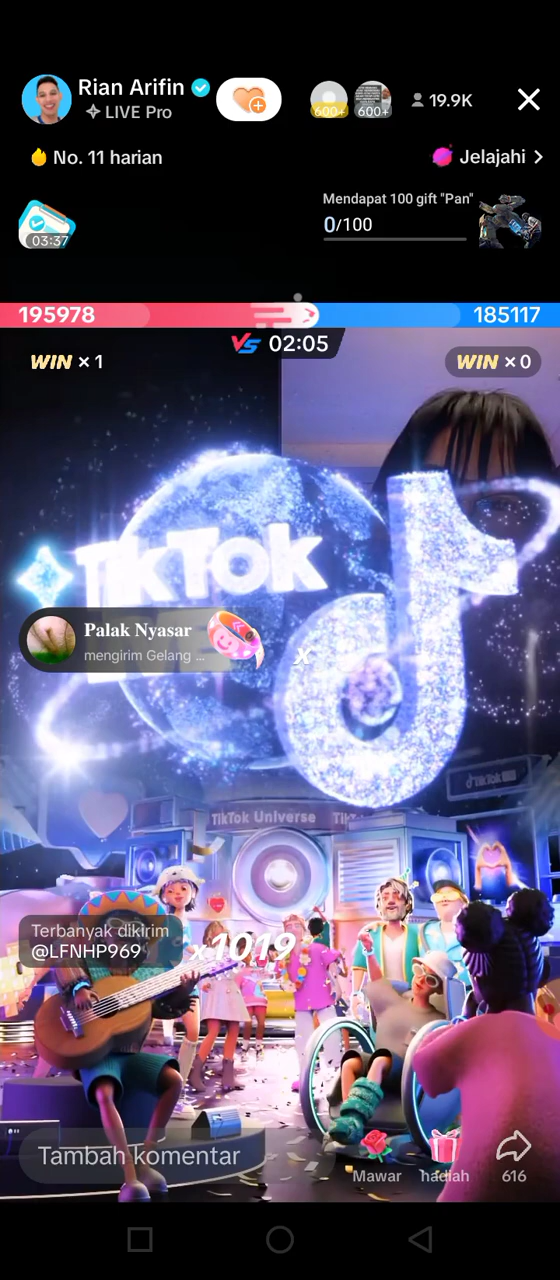 Rian Arifin
LIVE Pro
600+
600+
19.9K
No. 11 harian
Jelajahi
03:37
Mendapat 100 gift "Pan"
0/100
195978
185117
VS 02:05
WIN × 1
WIN × 0
TikTok
Palak Nyasar
mengirim Gelang ...
x
TikTok Universe
Terbanyak dikirim
@LFNHP969
x1019
Tambah komentar
Mawar
hadiah
616